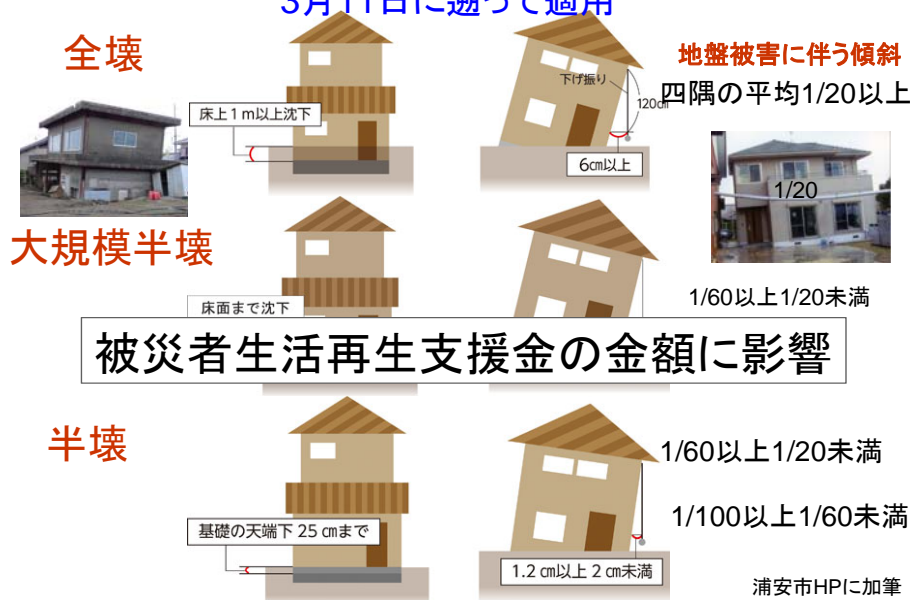 3月11日に遡って適用
全壊
地盤被害に伴う傾斜
四隅の平均1/20以上
下げ振り
120㎝
床上1m以上沈下
6㎝以上
1/20
大規模半壊
1/60以上1/20未満
床面まで沈下
被災者生活再生支援金の金額に影響
半壊
1/60以上1/20未満
1/100以上1/60未満
基礎の天端下 25 ㎝まで
1.2 ㎝以上 2 ㎝未満
浦安市HPに加筆